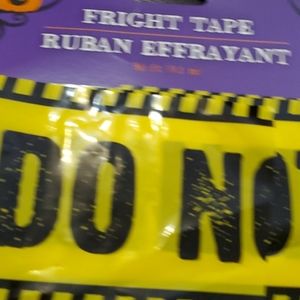 FRIGHT TAPE
RUBAN EFFRAYANT
DO NO